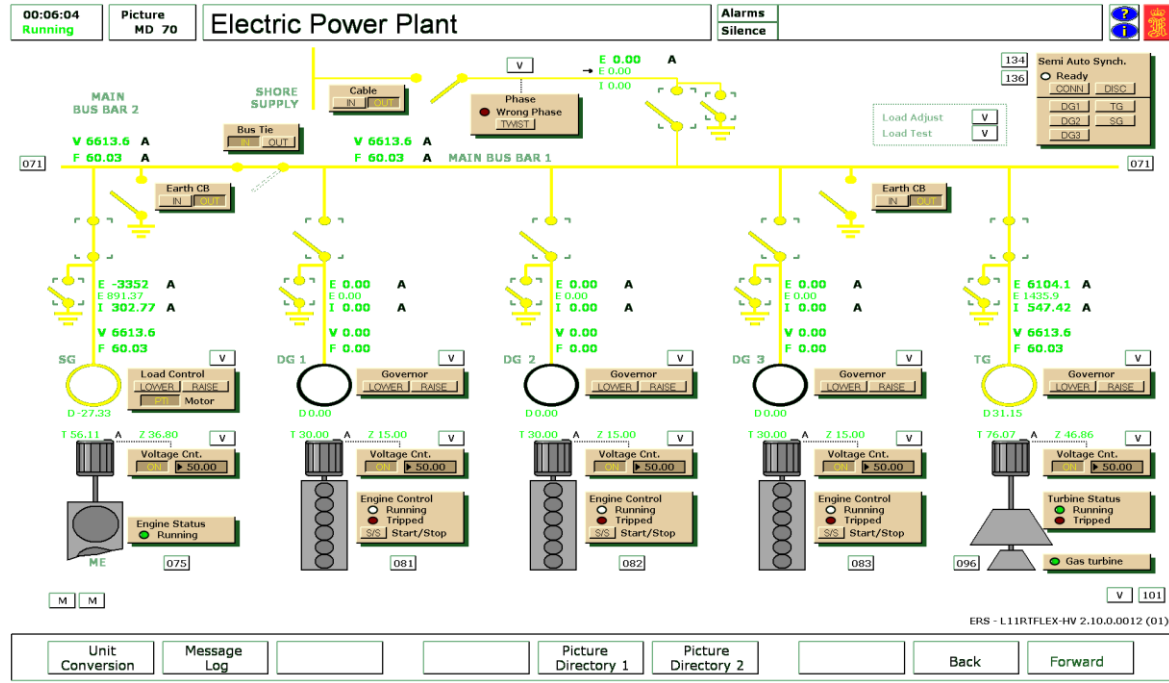 00:06:04
Running
Picture
MD 70
Electric Power Plant
Alarms
Silence
?
i
MAIN
BUS BAR 2
SHORE
SUPPLY
Cable
IN OUT
V
E 0.00 A
E 0.00
I 0.00
Phase
Wrong Phase
TWIST
134
136
Semi Auto Synch.
Ready
CONN DISC
DG1 TG
DG2 SG
DG3
Load Adjust V
Load Test V
Bus Tie
IN OUT
V 6613.6 A
F 60.03 A
V 6613.6 A
F 60.03 A
MAIN BUS BAR 1
071
071
Earth CB
IN OUT
Earth CB
IN OUT
E -3352 A
E 891.37
I 302.77 A
V 6613.6
F 60.03
E 0.00 A
E 0.00
I 0.00 A
V 0.00
F 0.00
E 0.00 A
E 0.00
I 0.00 A
V 0.00
F 0.00
E 0.00 A
E 0.00
I 0.00 A
V 0.00
F 0.00
E 6104.1 A
E 1435.9
I 547.42 A
V 6613.6
F 60.03
SG
V
DG 1
V
DG 2
V
DG 3
V
TG
V
Load Control
LOWER RAISE
PTI Motor
Governor
LOWER RAISE
Governor
LOWER RAISE
Governor
LOWER RAISE
Governor
LOWER RAISE
D -27.33
D 0.00
D 0.00
D 0.00
D 31.15
T 56.11 A Z 36.80 V
T 30.00 A Z 15.00 V
T 30.00 A Z 15.00 V
T 30.00 A Z 15.00 V
T 76.07 A Z 46.86 V
Voltage Cnt.
ON 50.00
Voltage Cnt.
ON 50.00
Voltage Cnt.
ON 50.00
Voltage Cnt.
ON 50.00
Voltage Cnt.
ON 50.00
Engine Status
Running
Engine Control
Running
Tripped
S/S Start/Stop
Engine Control
Running
Tripped
S/S Start/Stop
Engine Control
Running
Tripped
S/S Start/Stop
Turbine Status
Running
Tripped
Gas turbine
ME
075
081
082
083
096
M M
V 101
ERS - L11RTFLEX-HV 2.10.0.0012 (01)
Unit
Conversion
Message
Log
Picture
Directory 1
Picture
Directory 2
Back
Forward